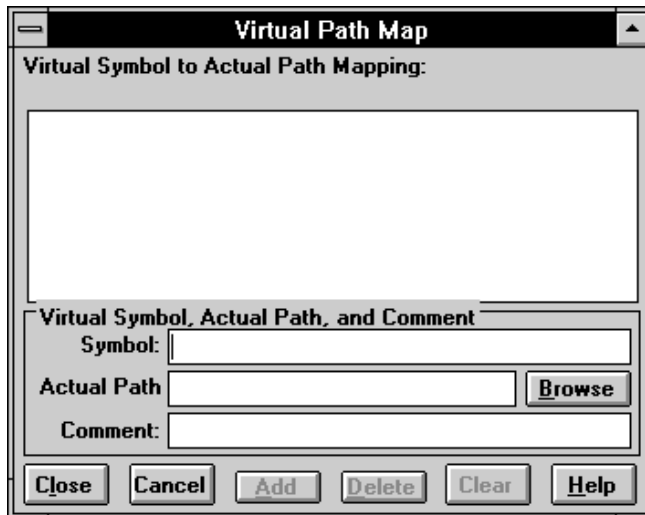 Virtual Path Map
Virtual Symbol to Actual Path Mapping:
Virtual Symbol, Actual Path, and Comment
Symbol:
Actual Path
Browse
Comment:
Close Cancel Add Delete Clear Help